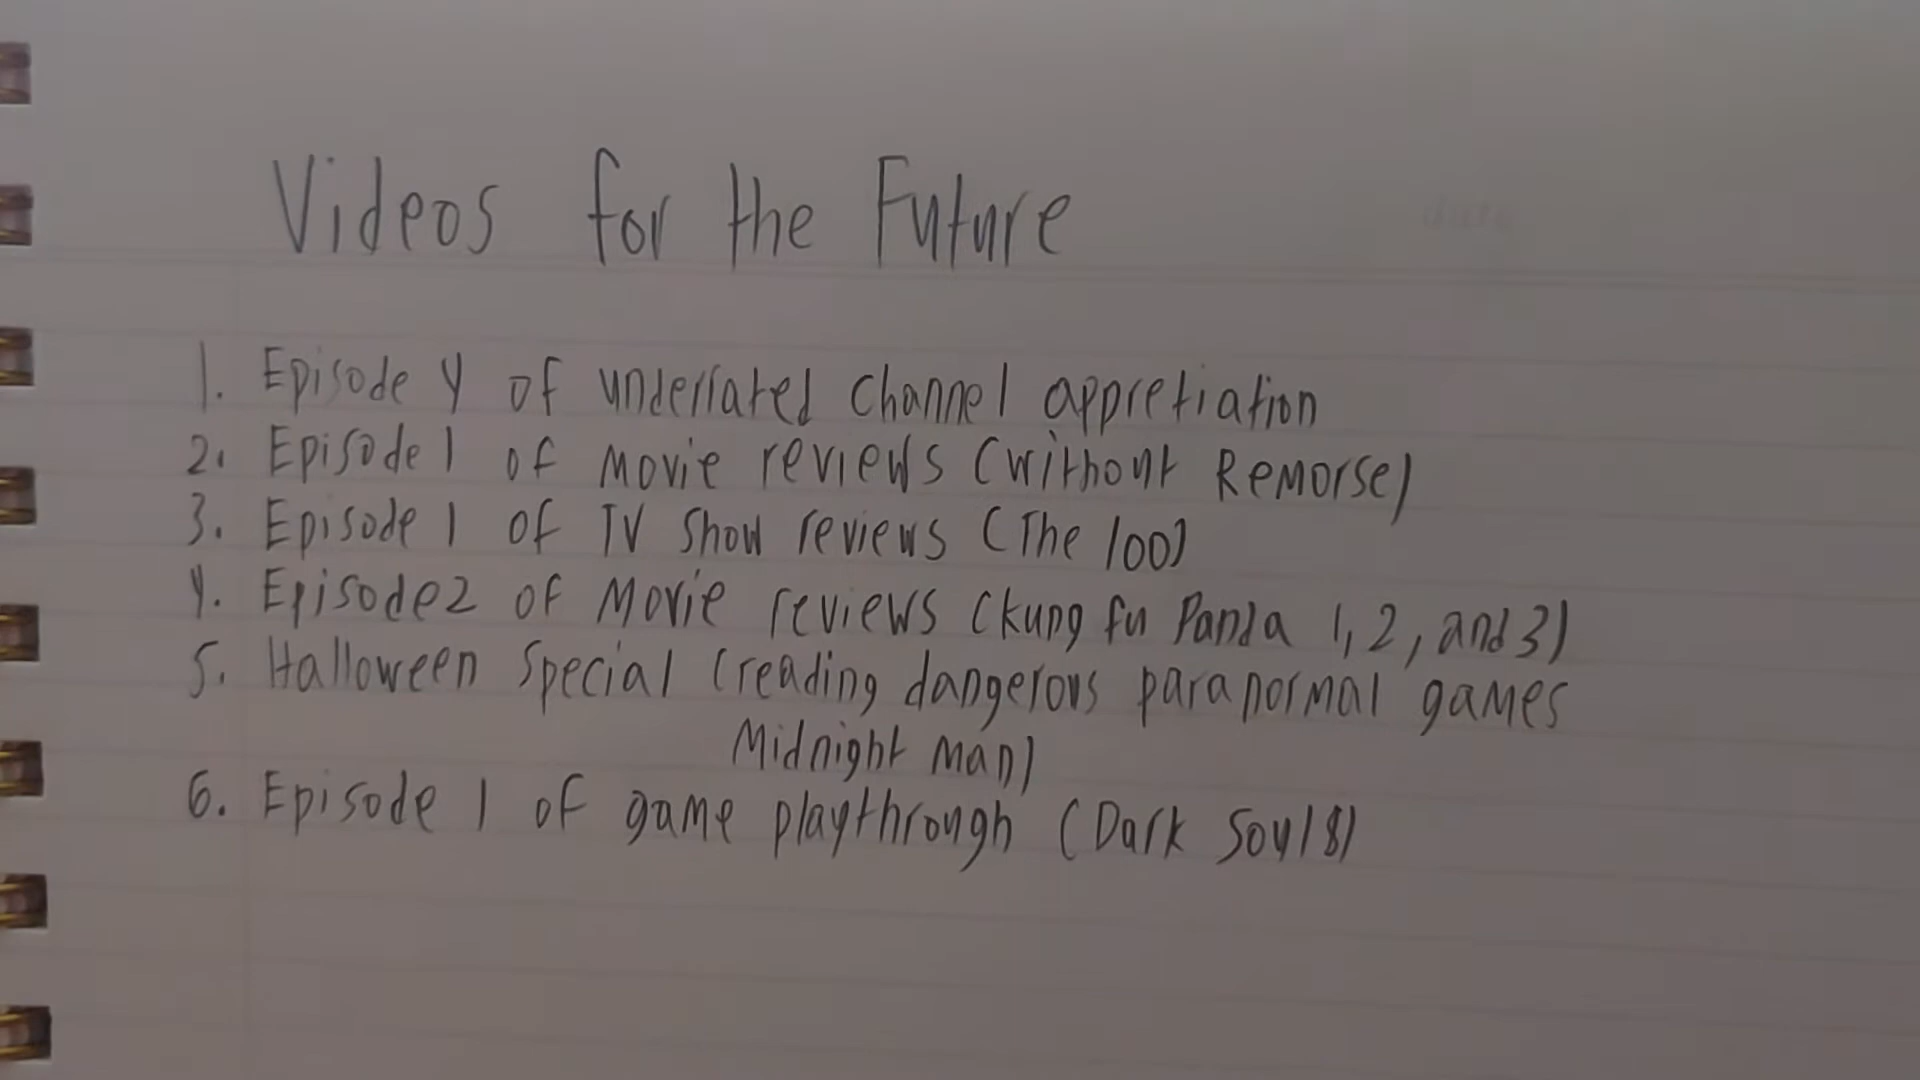 Videos for the Future
1. Episode 4 of underrated channel appretiation
2. Episode 1 of movie reviews (without Remorse)
3. Episode 1 of TV Show reviews (The 100)
4. Episode 2 of Movie reviews (kung fu Panda 1, 2, and 3)
5. Halloween Special (reading dangerous paranormal games
Midnight Man)
6. Episode 1 of game playthrough (Dark Souls)